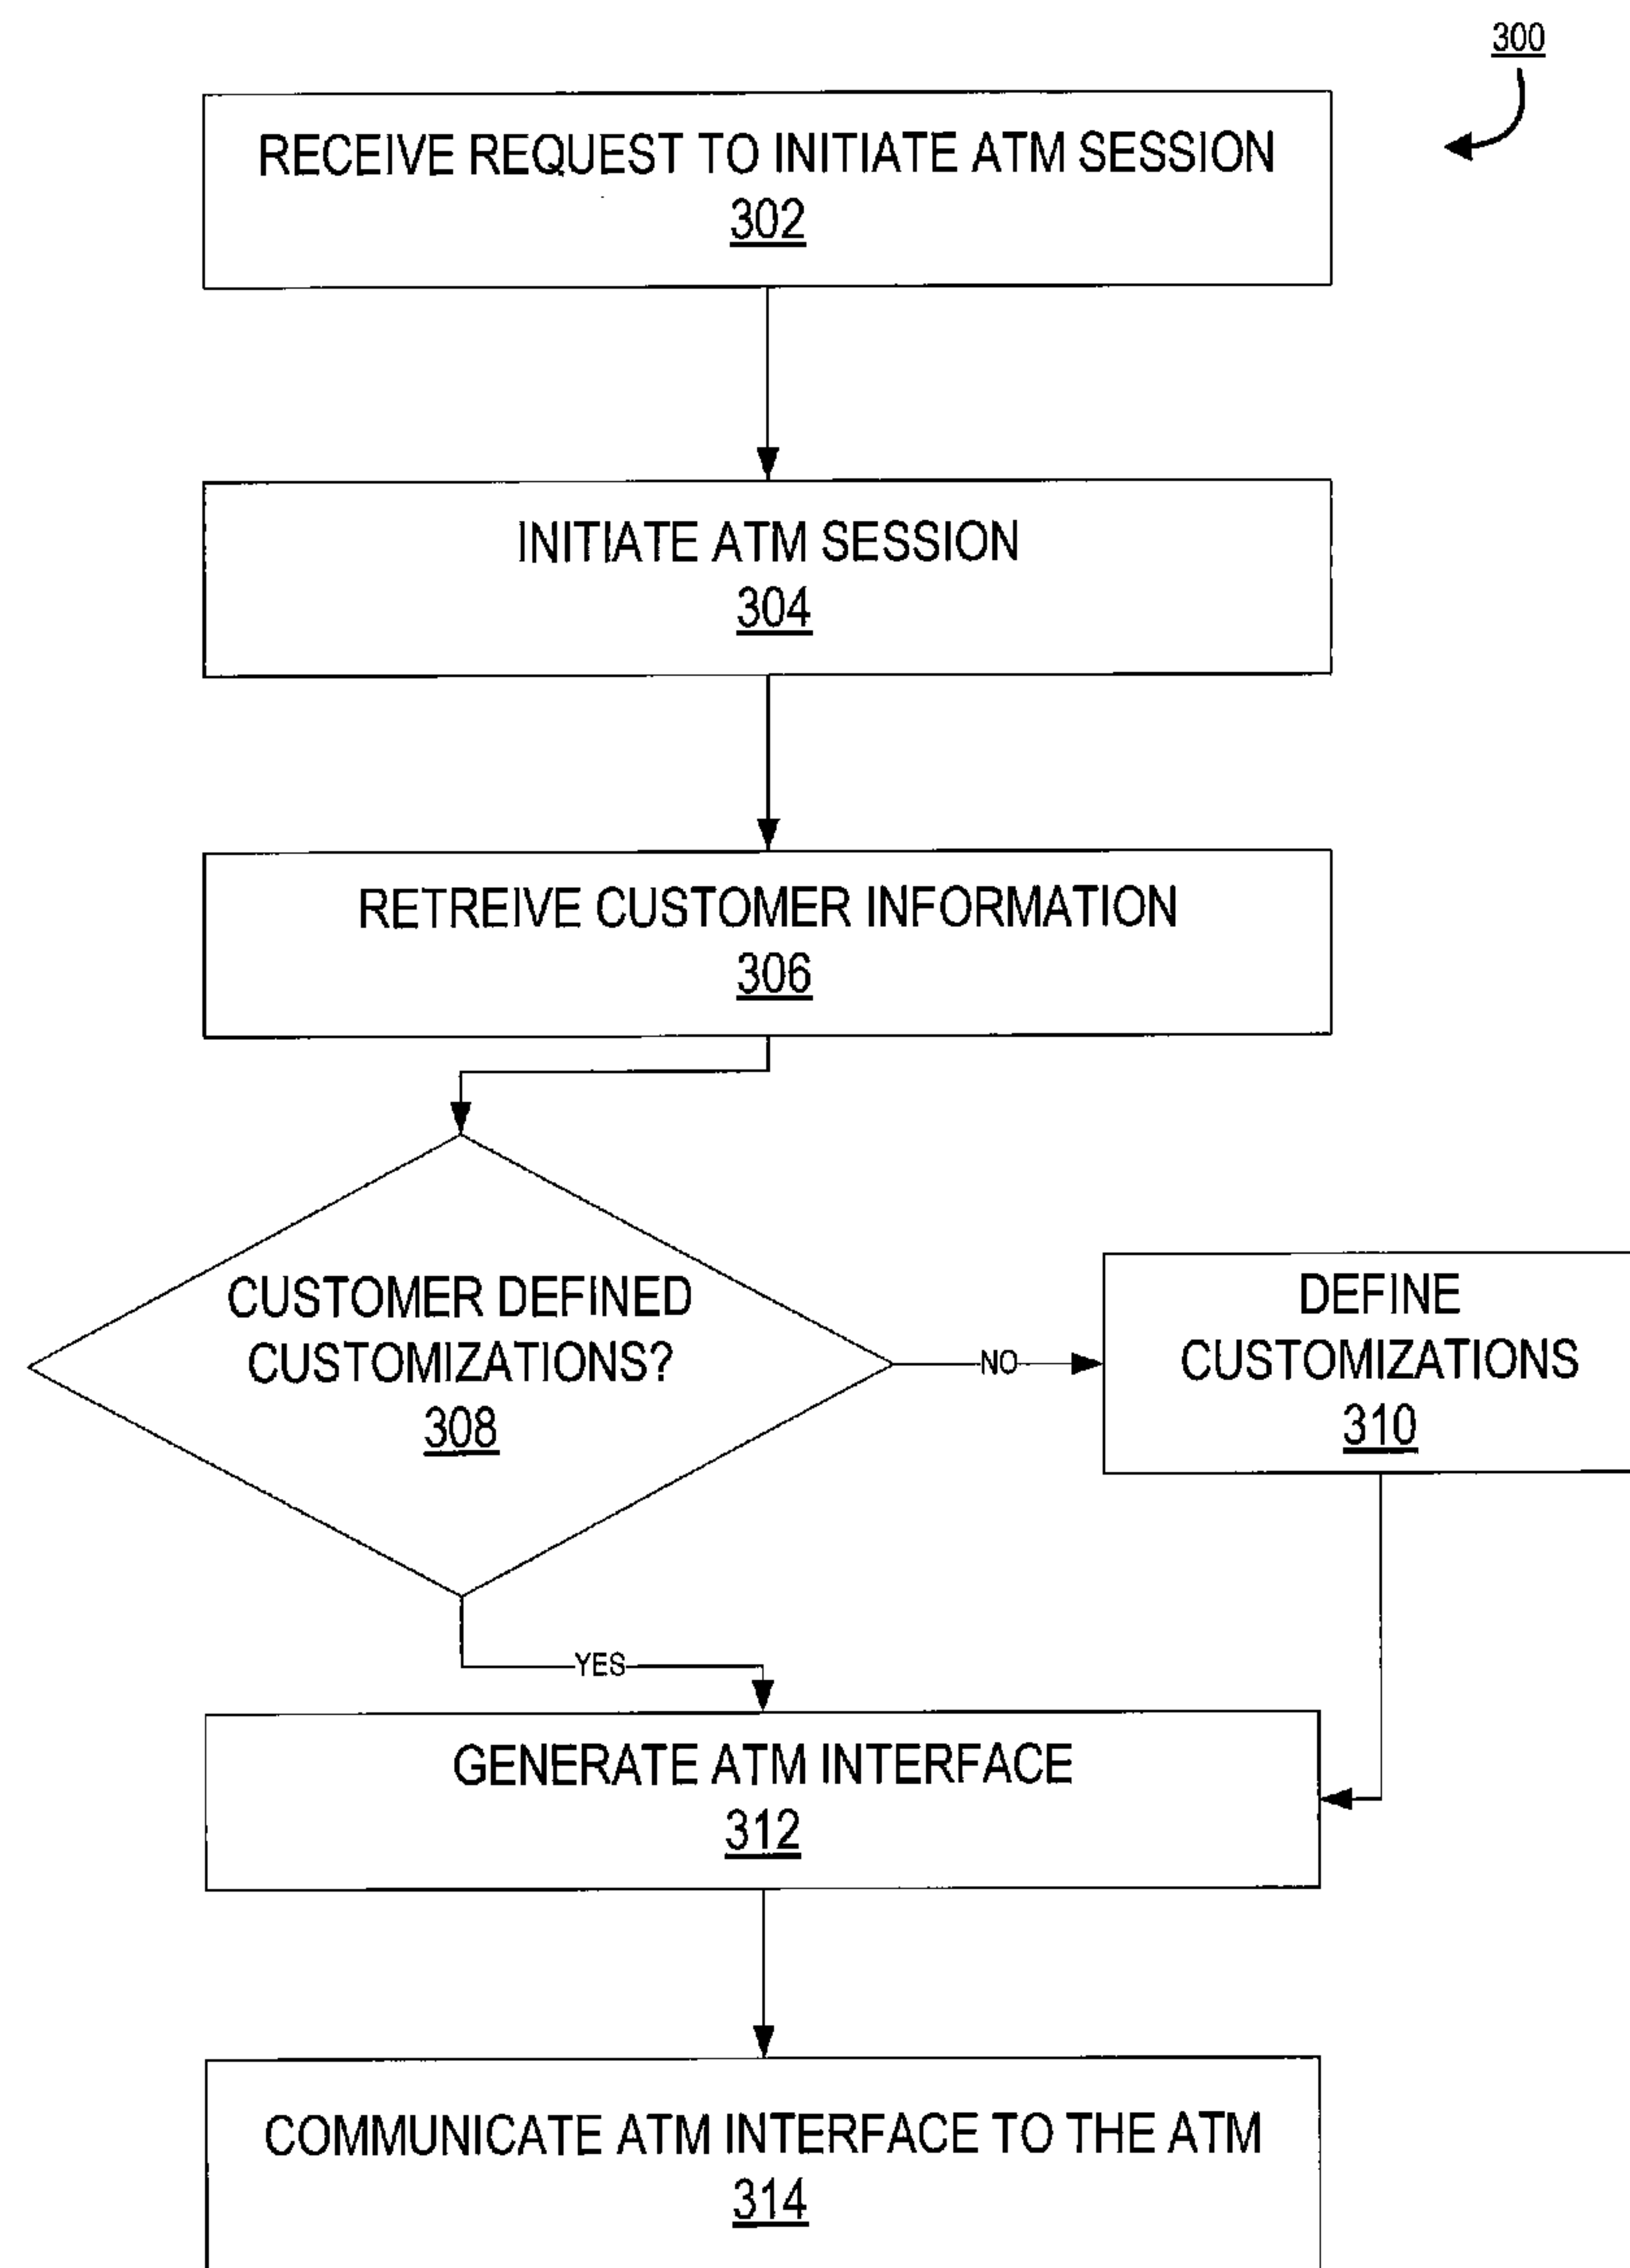 300
RECEIVE REQUEST TO INITIATE ATM SESSION
302
INITIATE ATM SESSION
304
RETREIVE CUSTOMER INFORMATION
306
CUSTOMER DEFINED
CUSTOMIZATIONS?
308
NO
DEFINE
CUSTOMIZATIONS
310
YES
GENERATE ATM INTERFACE
312
COMMUNICATE ATM INTERFACE TO THE ATM
314